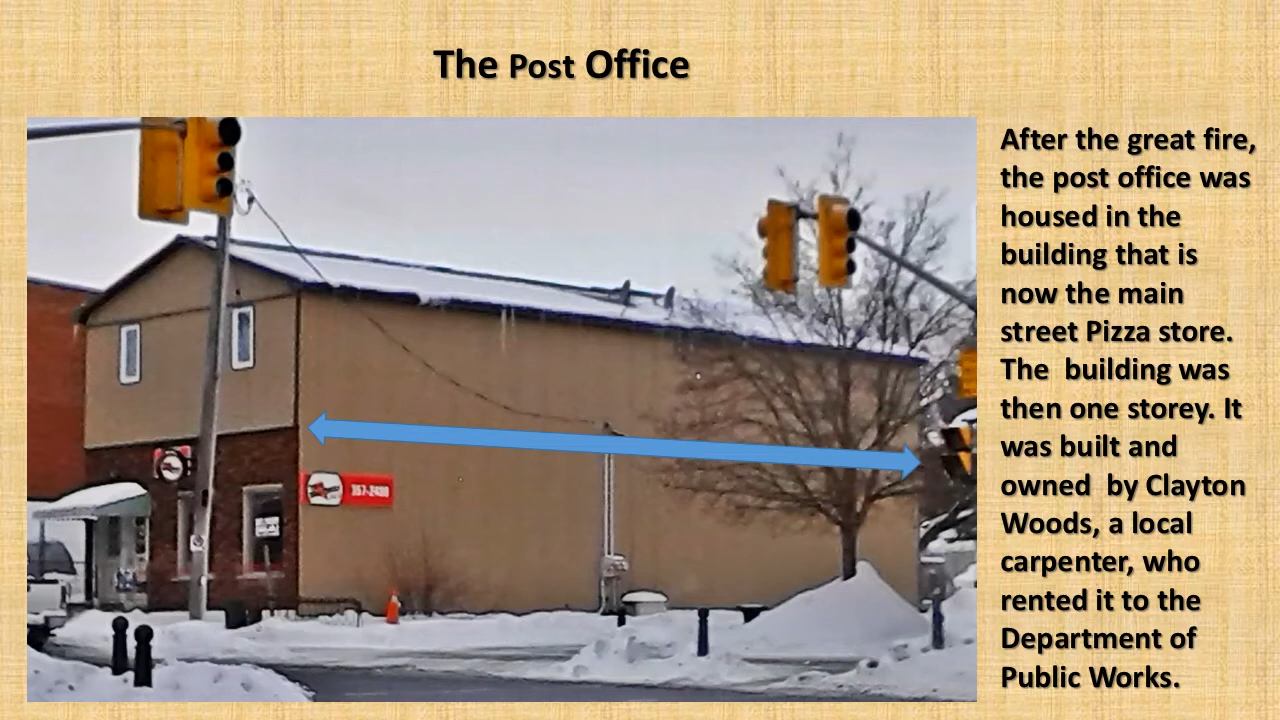 The Post Office
After the great fire,
the post office was
housed in the
building that is
now the main
street Pizza store.
The  building was
then one storey. It
was built and
owned  by Clayton
Woods, a local
carpenter, who
rented it to the
Department of
Public Works.